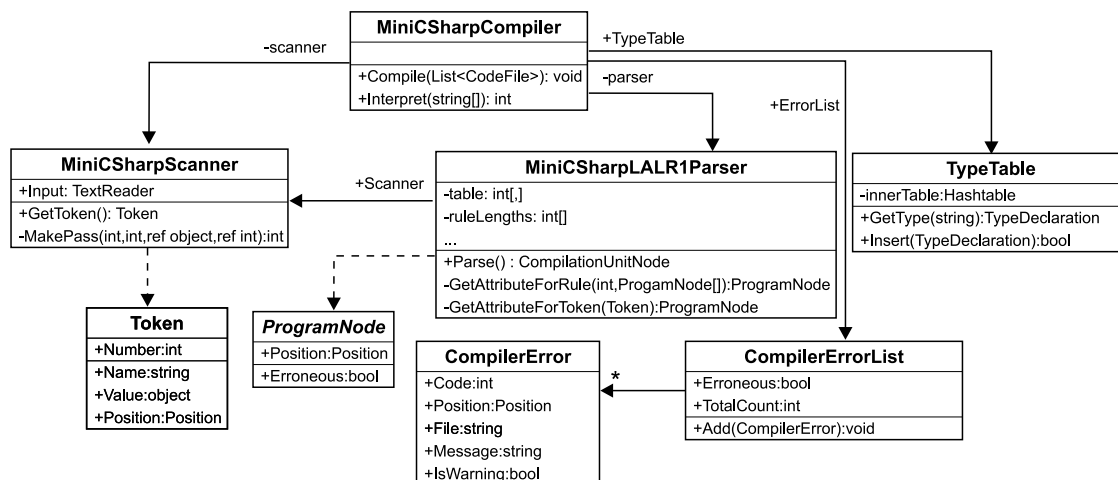 MiniCSharpCompiler
+Compile(List<CodeFile>): void
+Interpret(string[]): int
-scanner
+TypeTable
-parser
+ErrorList
MiniCSharpScanner
+Input: TextReader
+GetToken(): Token
-MakePass(int,int,ref object,ref int):int
+Scanner
MiniCSharpLALR1Parser
-table: int[,]
-ruleLengths: int[]
...
+Parse() : CompilationUnitNode
-GetAttributeForRule(int,ProgamNode[]):ProgramNode
-GetAttributeForToken(Token):ProgramNode
TypeTable
-innerTable:Hashtable
+GetType(string):TypeDeclaration
+Insert(TypeDeclaration):bool
Token
+Number:int
+Name:string
+Value:object
+Position:Position
ProgramNode
+Position:Position
+Erroneous:bool
CompilerError
+Code:int
+Position:Position
+File:string
+Message:string
+IsWarning:bool
*
CompilerErrorList
+Erroneous:bool
+TotalCount:int
+Add(CompilerError):void